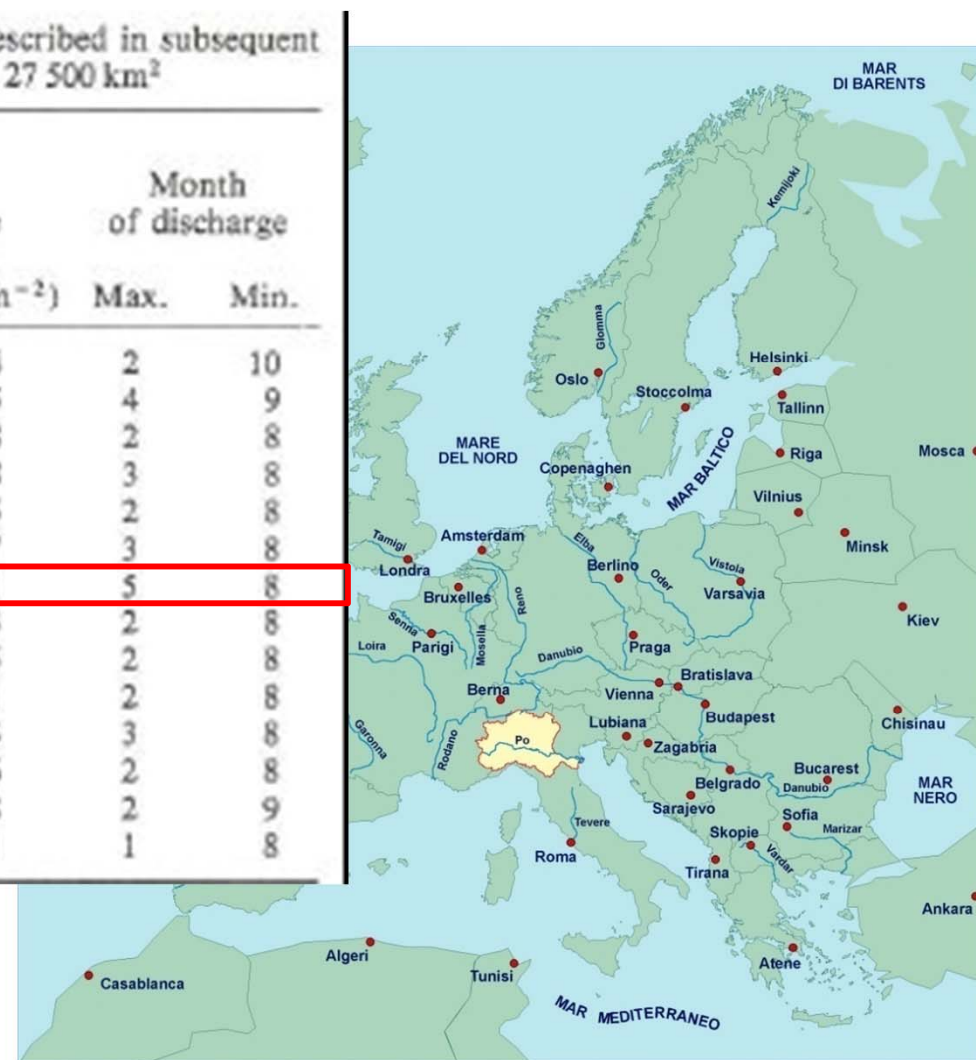 escribed in subsequent
27 500 km²
Month
of discharge
Max. Min.
2 10
4 9
2 8
3 8
2 8
3 8
5 8
2 8
2 8
2 8
3 8
2 8
2 9
1 8
MAR
DI BARENTS
Kemijoki
Glomma
Oslo
Helsinki
Stoccolma
Tallinn
MARE
DEL NORD
MAR BALTICO
Riga
Mosca
Copenaghen
Vilnius
Minsk
Tamigi
Londra
Amsterdam
Elba
Berlino
Oder
Vistola
Varsavia
Bruxelles
Reno
Kiev
Senna
Parigi
Mosella
Loira
Praga
Danubio
Bratislava
Berna
Vienna
Budapest
Chisinau
Lubiana
Garonna
Rodano
Po
Zagabria
Belgrado
Bucarest
Danubio
MAR
NERO
Sarajevo
Sofia
Marizar
Tevere
Skopie
Vardar
Roma
Tirana
Ankara
Atene
Algeri
Tunisi
Casablanca
MAR MEDITERRANEO